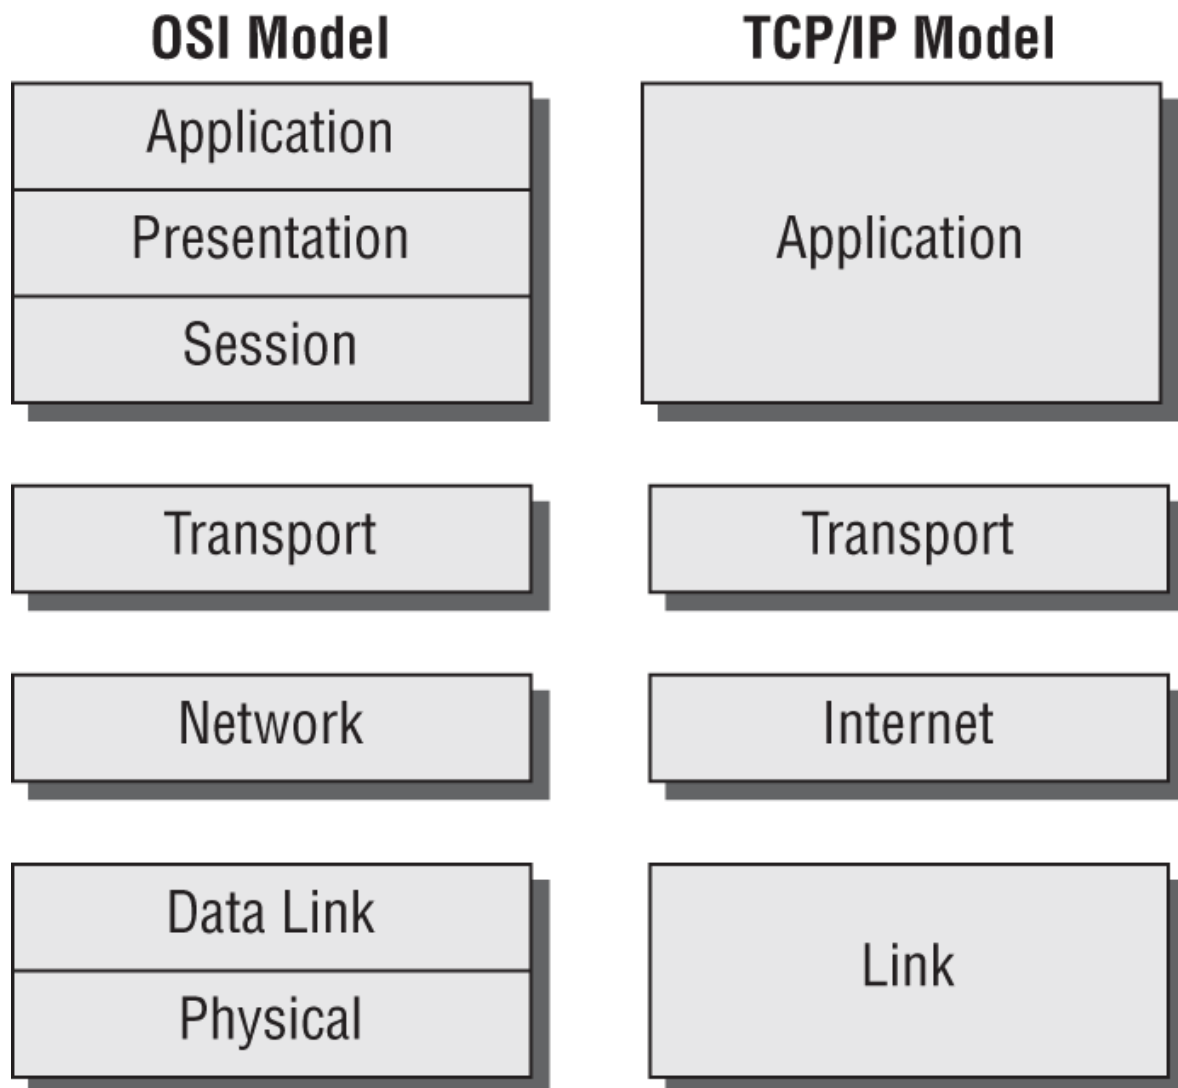 OSI Model
Application
Presentation
Session
Transport
Network
Data Link
Physical
TCP/IP Model
Application
Transport
Internet
Link